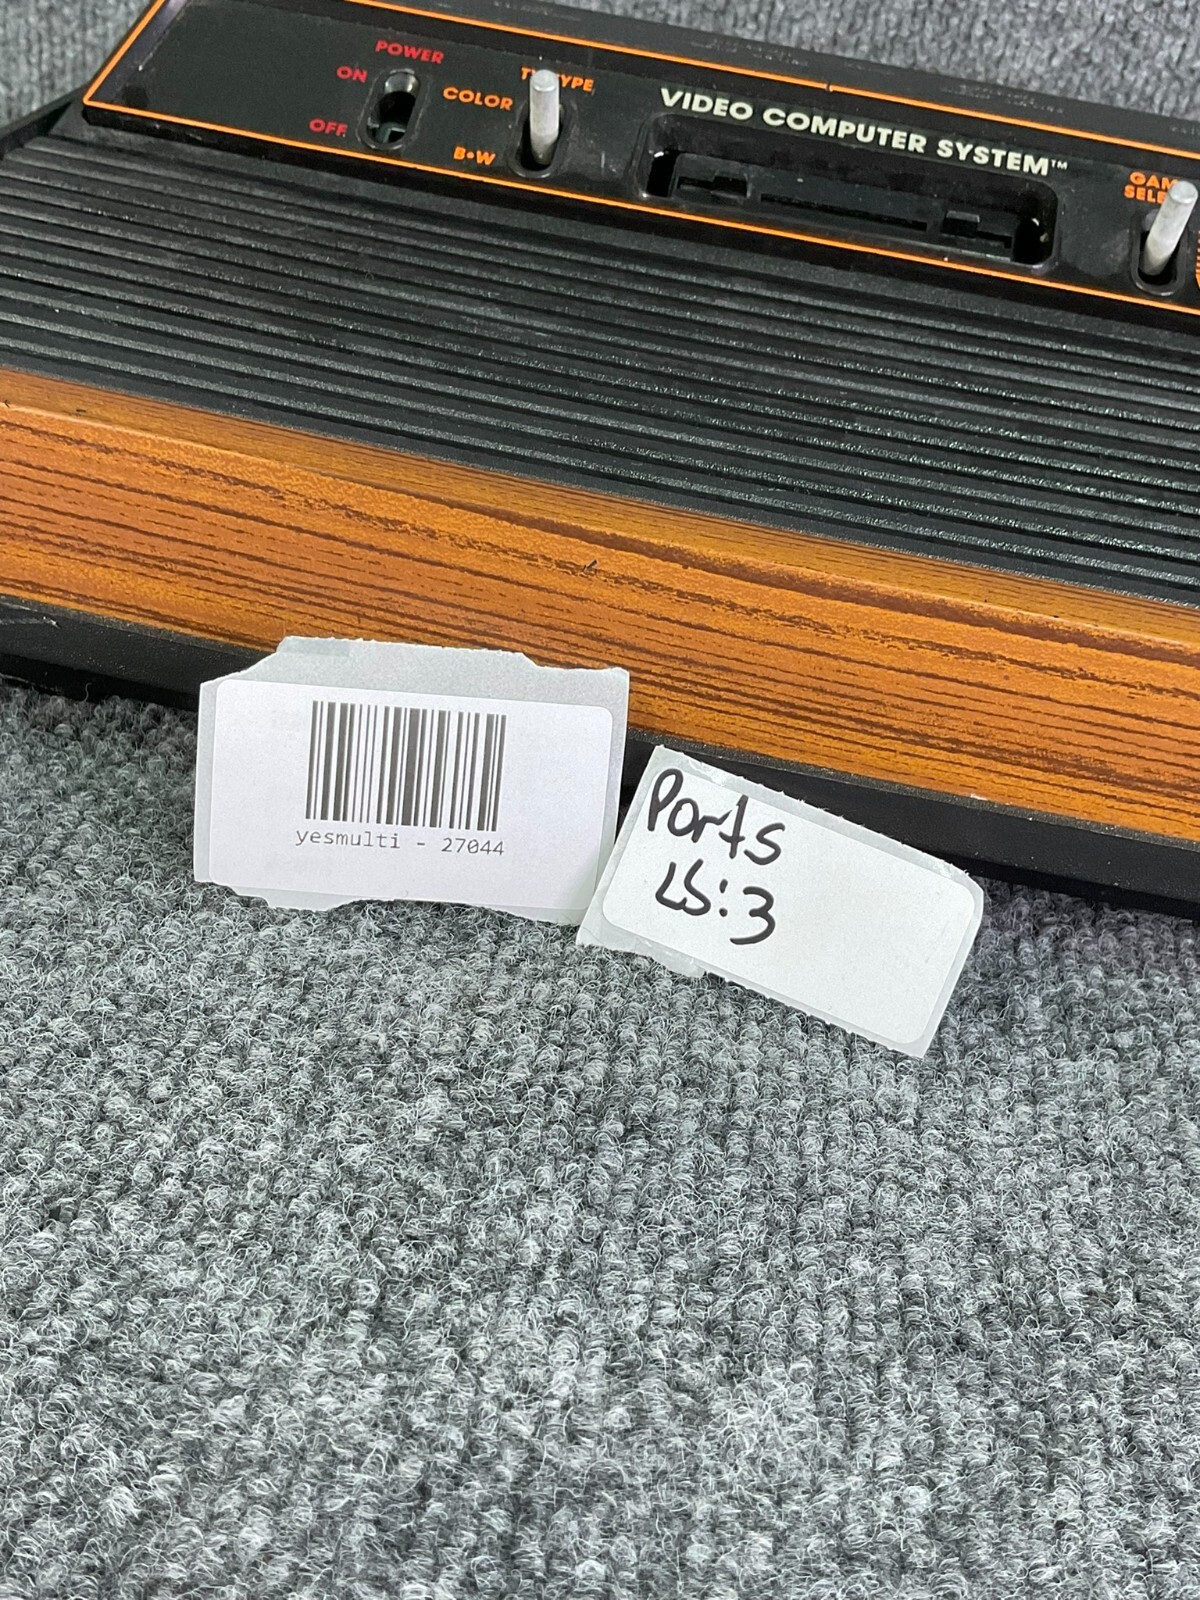 POWER
ON
OFF
COLOR
B•W
VIDEO COMPUTER SYSTEM™
yesmulti - 27044
Ports
LS:3